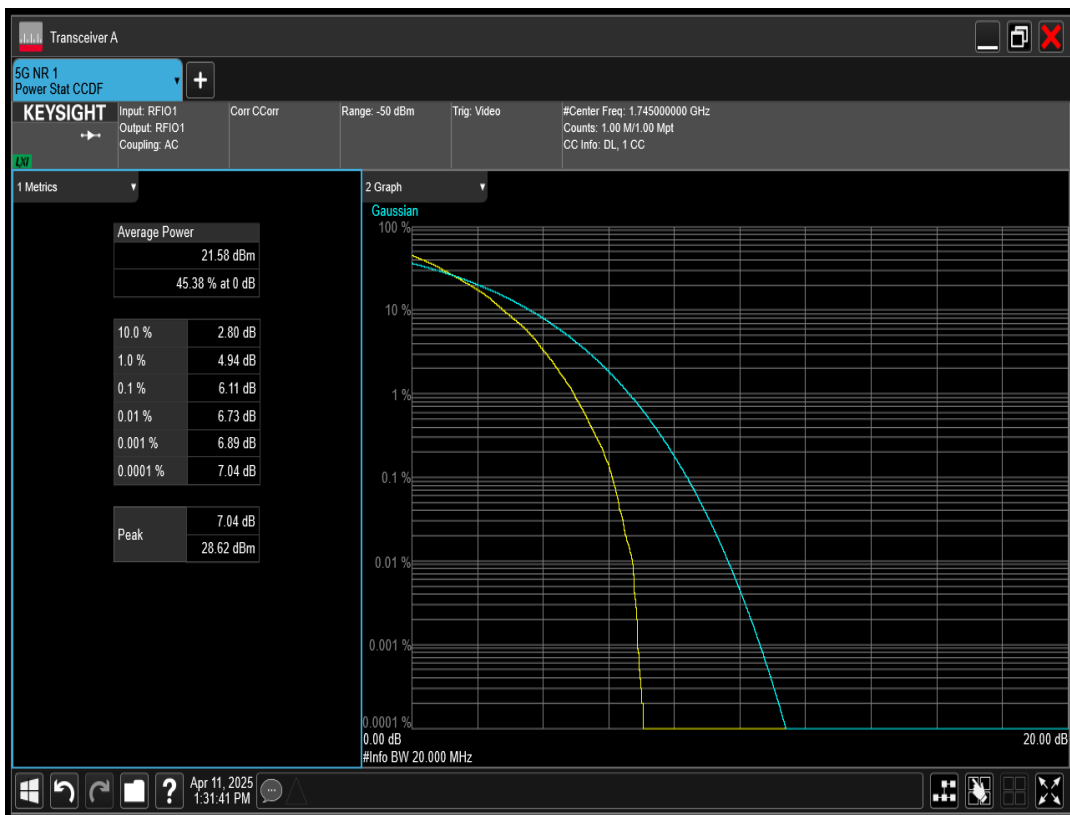 Transceiver A
5G NR 1
Power Stat CCDF
+
KEYSIGHT
LXI
Input: RFIO1
Output: RFIO1
Coupling: AC
Corr CCorr
Range: -50 dBm
Trig: Video
#Center Freq: 1.745000000 GHz
Counts: 1.00 M/1.00 Mpt
CC Info: DL, 1 CC
1 Metrics
Average Power
21.58 dBm
45.38 % at 0 dB
10.0 % 2.80 dB
1.0 % 4.94 dB
0.1 % 6.11 dB
0.01 % 6.73 dB
0.001 % 6.89 dB
0.0001 % 7.04 dB
Peak 7.04 dB
28.62 dBm
2 Graph
Gaussian
100 %
10 %
1 %
0.1 %
0.01 %
0.001 %
0.0001 %
0.00 dB 20.00 dB
#Info BW 20.000 MHz
? Apr 11, 2025
1:31:41 PM